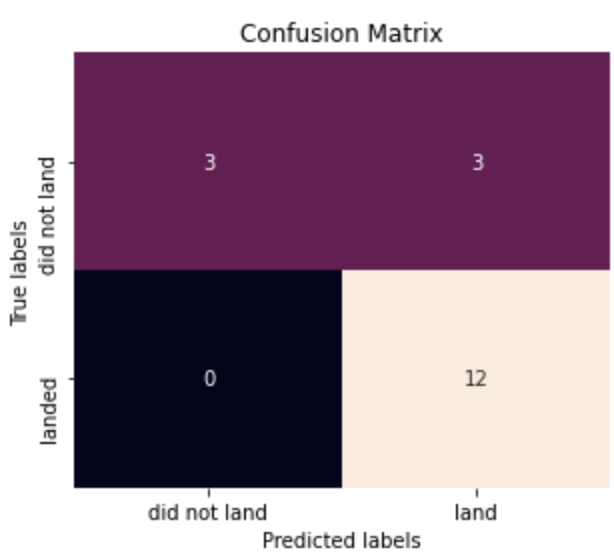 Confusion Matrix
True labels
did not land
3 3
landed
0 12
did not land land
Predicted labels